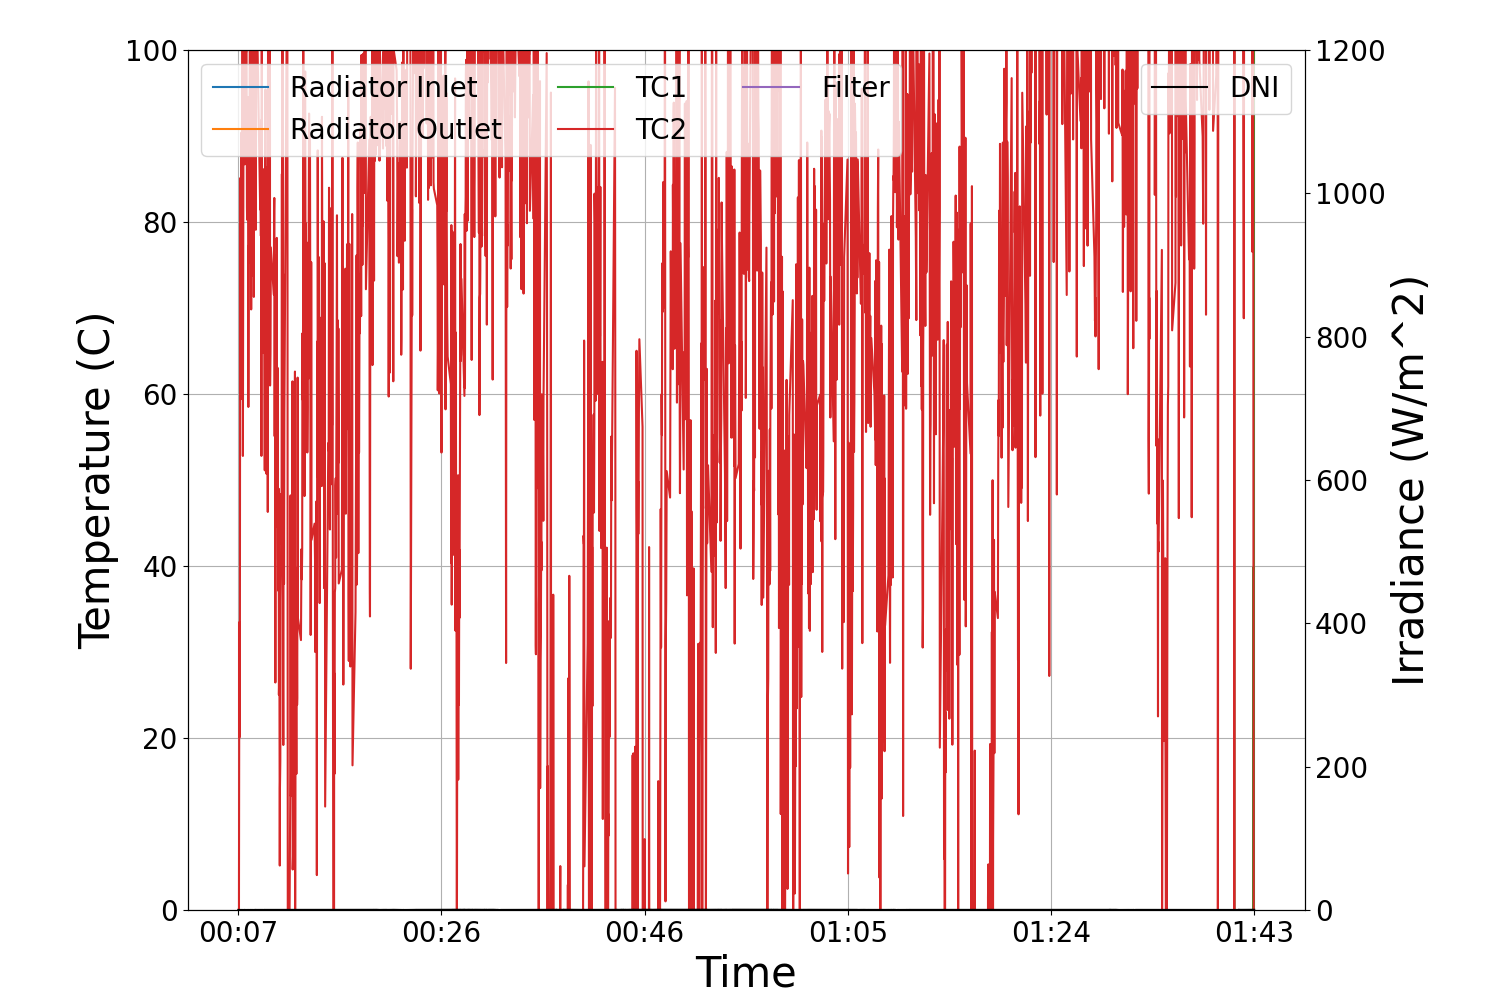 Radiator Inlet
Radiator Outlet
TC1
TC2
Filter
DNI
100
80
60
40
20
0
Temperature (C)
1200
1000
800
600
400
200
0
Irradiance (W/m^2)
00:07 00:26 00:46 01:05 01:24 01:43
Time